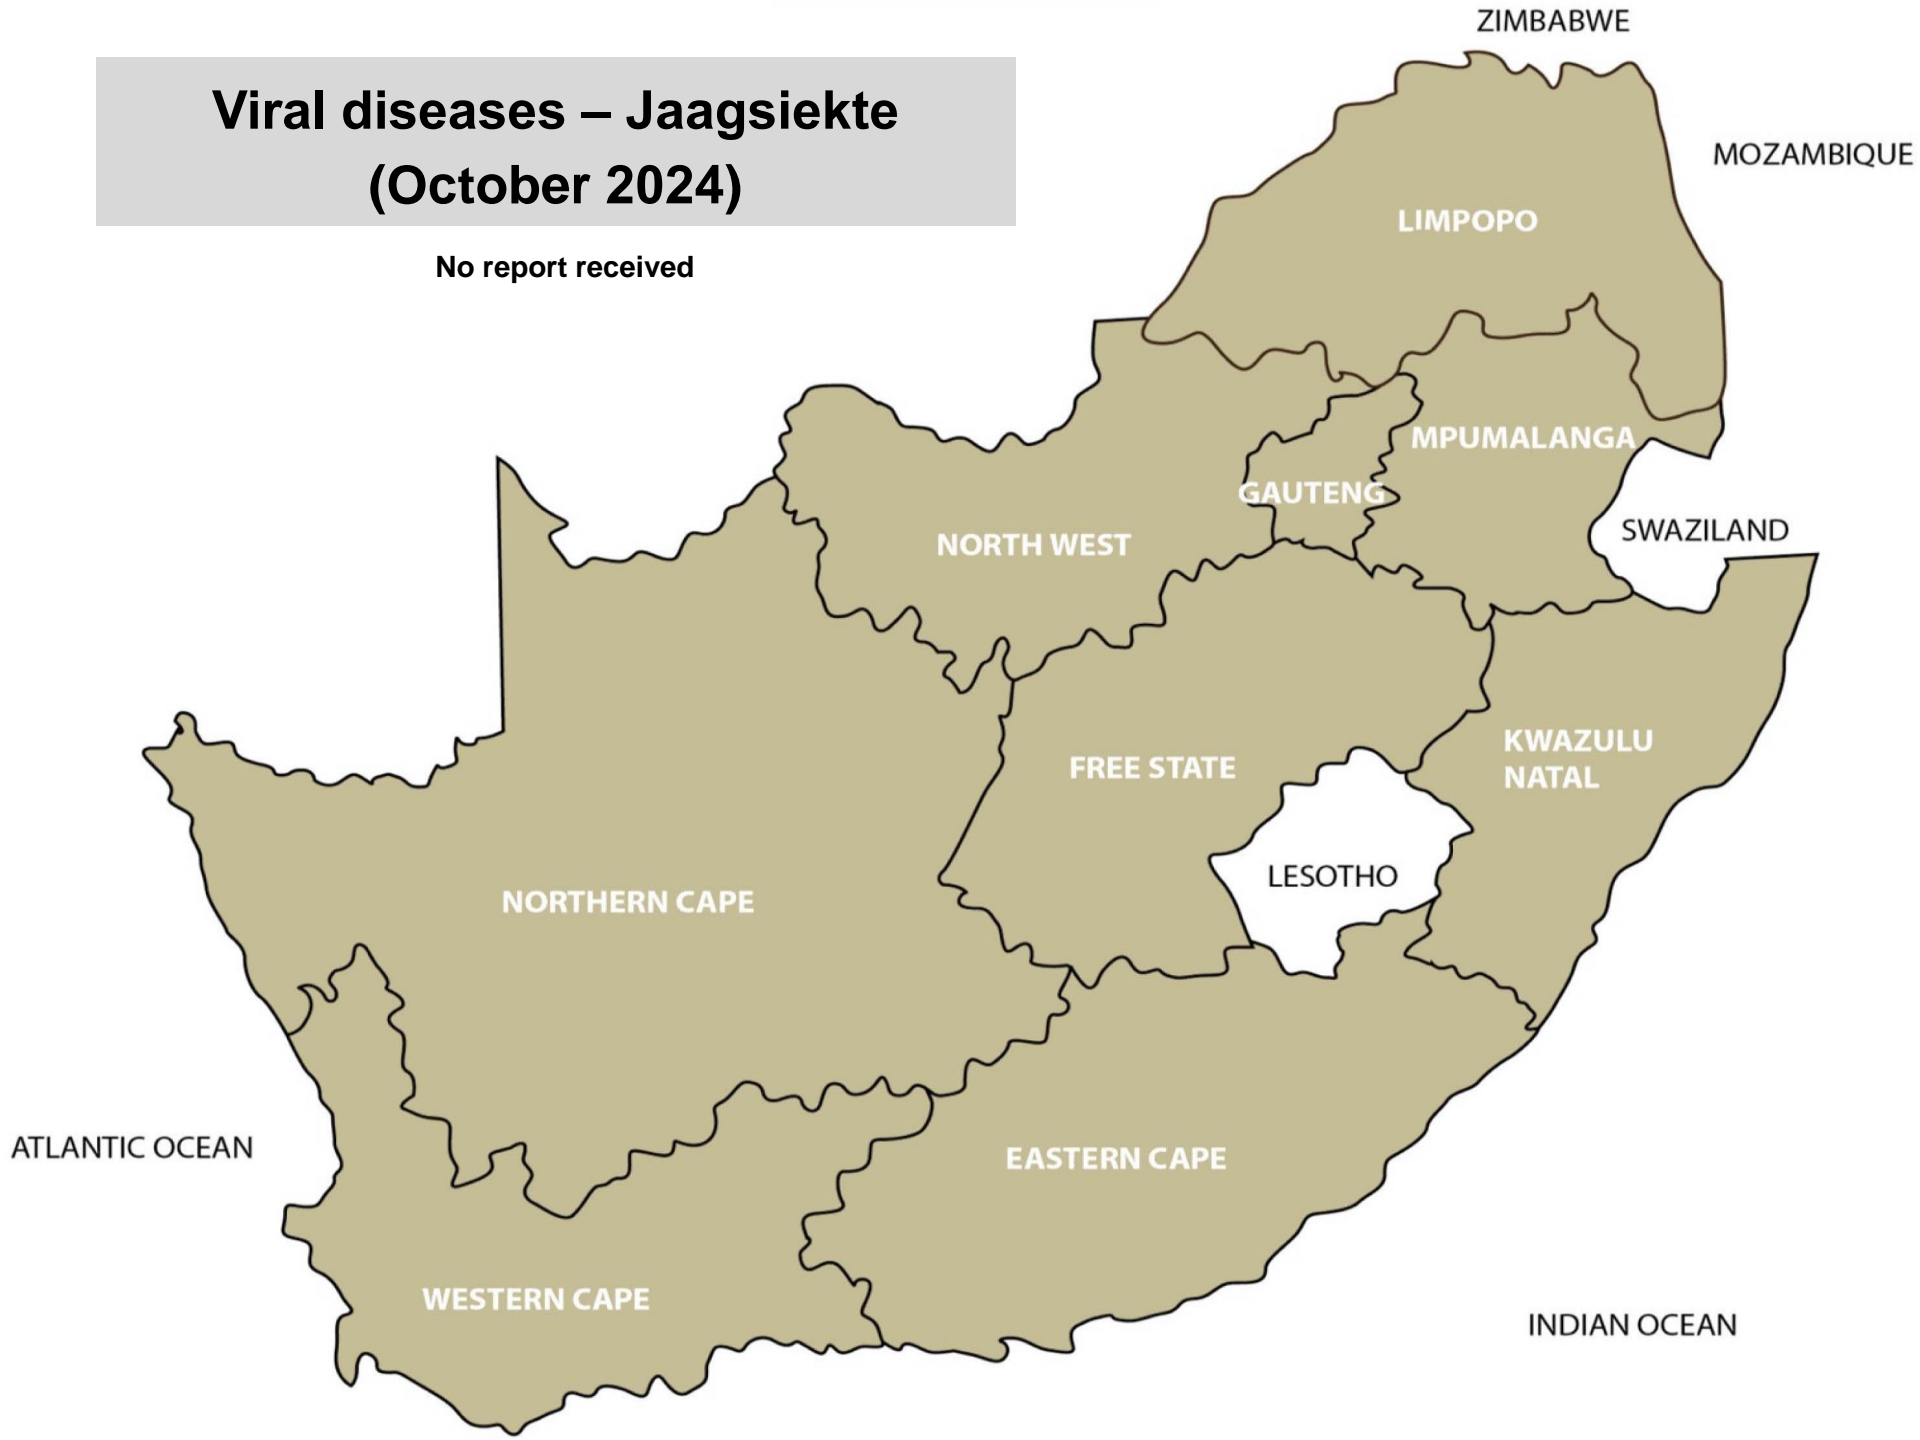 ZIMBABWE
Viral diseases – Jaagsiekte
(October 2024)
MOZAMBIQUE
LIMPOPO
No report received
MPUMALANGA
GAUTENG
SWAZILAND
NORTH WEST
KWAZULU
NATAL
FREE STATE
LESOTHO
NORTHERN CAPE
ATLANTIC OCEAN
EASTERN CAPE
WESTERN CAPE
INDIAN OCEAN